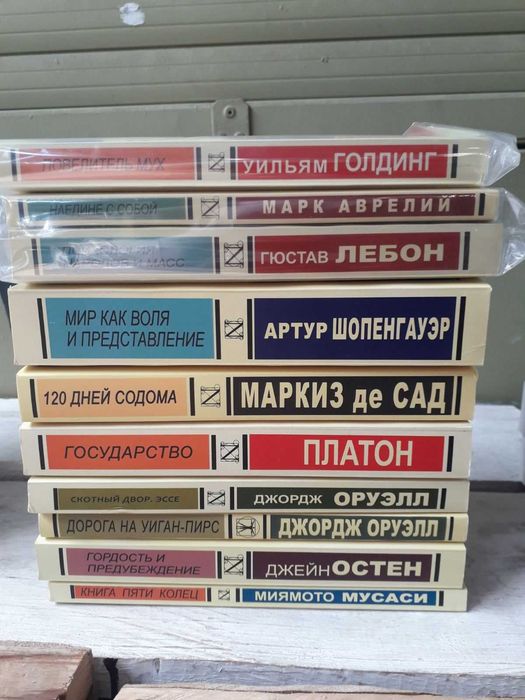 ПОВЕЛИТЕЛЬ МУХ
УИЛЬЯМ ГОЛДИНГ
НАЕДИНЕ С СОБОЙ
МАРК АВРЕЛИЙ
МАСС
ГЮСТАВ ЛЕБОН
МИР КАК ВОЛЯ
И ПРЕДСТАВЛЕНИЕ
АРТУР ШОПЕНГАУЭР
120 ДНЕЙ СОДОМА
МАРКИЗ де САД
ГОСУДАРСТВО
ПЛАТОН
СКОТНЫЙ ДВОР. ЭССЕ
ДЖОРДЖ ОРУЭЛЛ
ДОРОГА НА УИГАН-ПИРС
ДЖОРДЖ ОРУЭЛЛ
ГОРДОСТЬ И
ПРЕДУБЕЖДЕНИЕ
ДЖЕЙН ОСТЕН
КНИГА ПЯТИ КОЛЕЦ
МИЯМОТО МУСАСИ